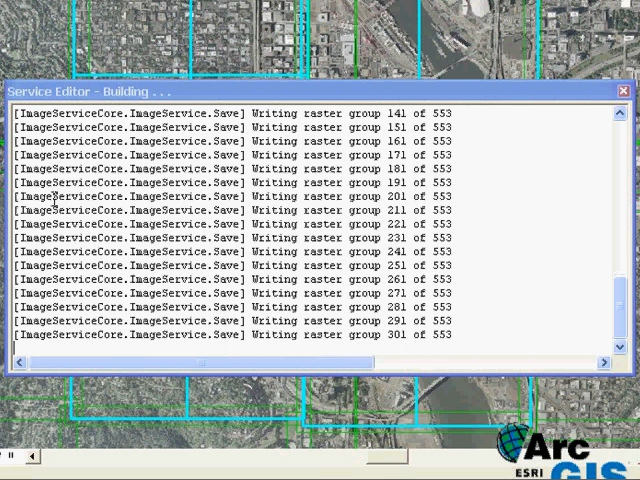 Service Editor - Building ...
[ImageServiceCore.ImageService.Save] Writing raster group 141 of 553
[ImageServiceCore.ImageService.Save] Writing raster group 151 of 553
[ImageServiceCore.ImageService.Save] Writing raster group 161 of 553
[ImageServiceCore.ImageService.Save] Writing raster group 171 of 553
[ImageServiceCore.ImageService.Save] Writing raster group 181 of 553
[ImageServiceCore.ImageService.Save] Writing raster group 191 of 553
[ImageServiceCore.ImageService.Save] Writing raster group 201 of 553
[ImageServiceCore.ImageService.Save] Writing raster group 211 of 553
[ImageServiceCore.ImageService.Save] Writing raster group 221 of 553
[ImageServiceCore.ImageService.Save] Writing raster group 231 of 553
[ImageServiceCore.ImageService.Save] Writing raster group 241 of 553
[ImageServiceCore.ImageService.Save] Writing raster group 251 of 553
[ImageServiceCore.ImageService.Save] Writing raster group 261 of 553
[ImageServiceCore.ImageService.Save] Writing raster group 271 of 553
[ImageServiceCore.ImageService.Save] Writing raster group 281 of 553
[ImageServiceCore.ImageService.Save] Writing raster group 291 of 553
[ImageServiceCore.ImageService.Save] Writing raster group 301 of 553
Arc
ESRI GIS